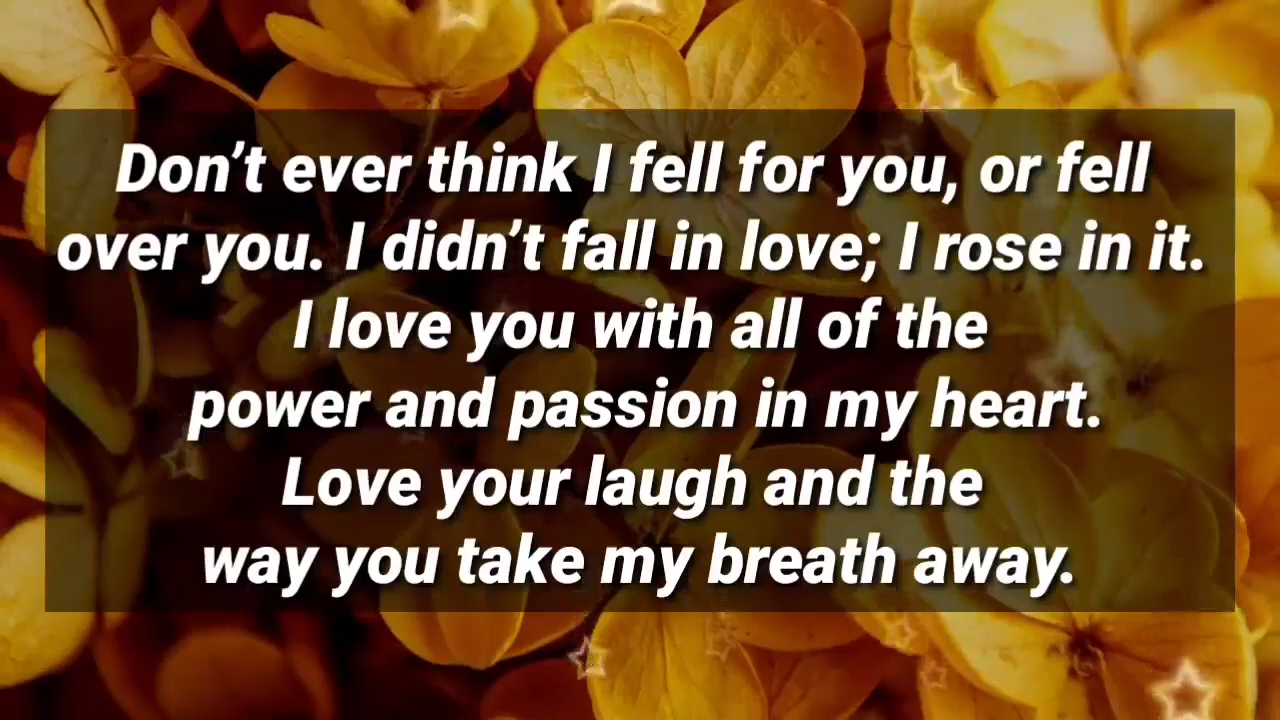 Don’t ever think I fell for you, or fell
over you. I didn’t fall in love; I rose in it.
I love you with all of the
power and passion in my heart.
Love your laugh and the
way you take my breath away.